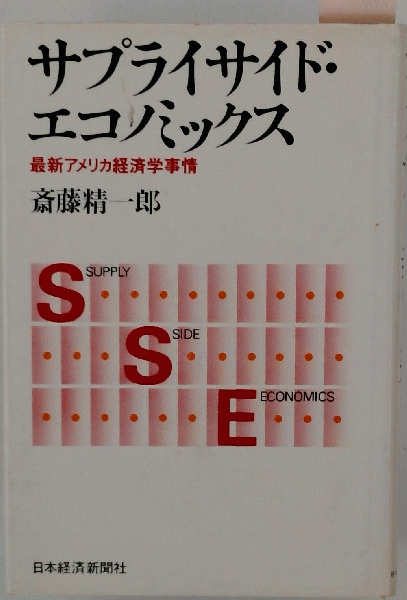 サプライサイド・
エコノミックス
最新アメリカ経済学事情
斎藤精一郎
S SUPPLY
S SIDE
E ECONOMICS
日本経済新聞社